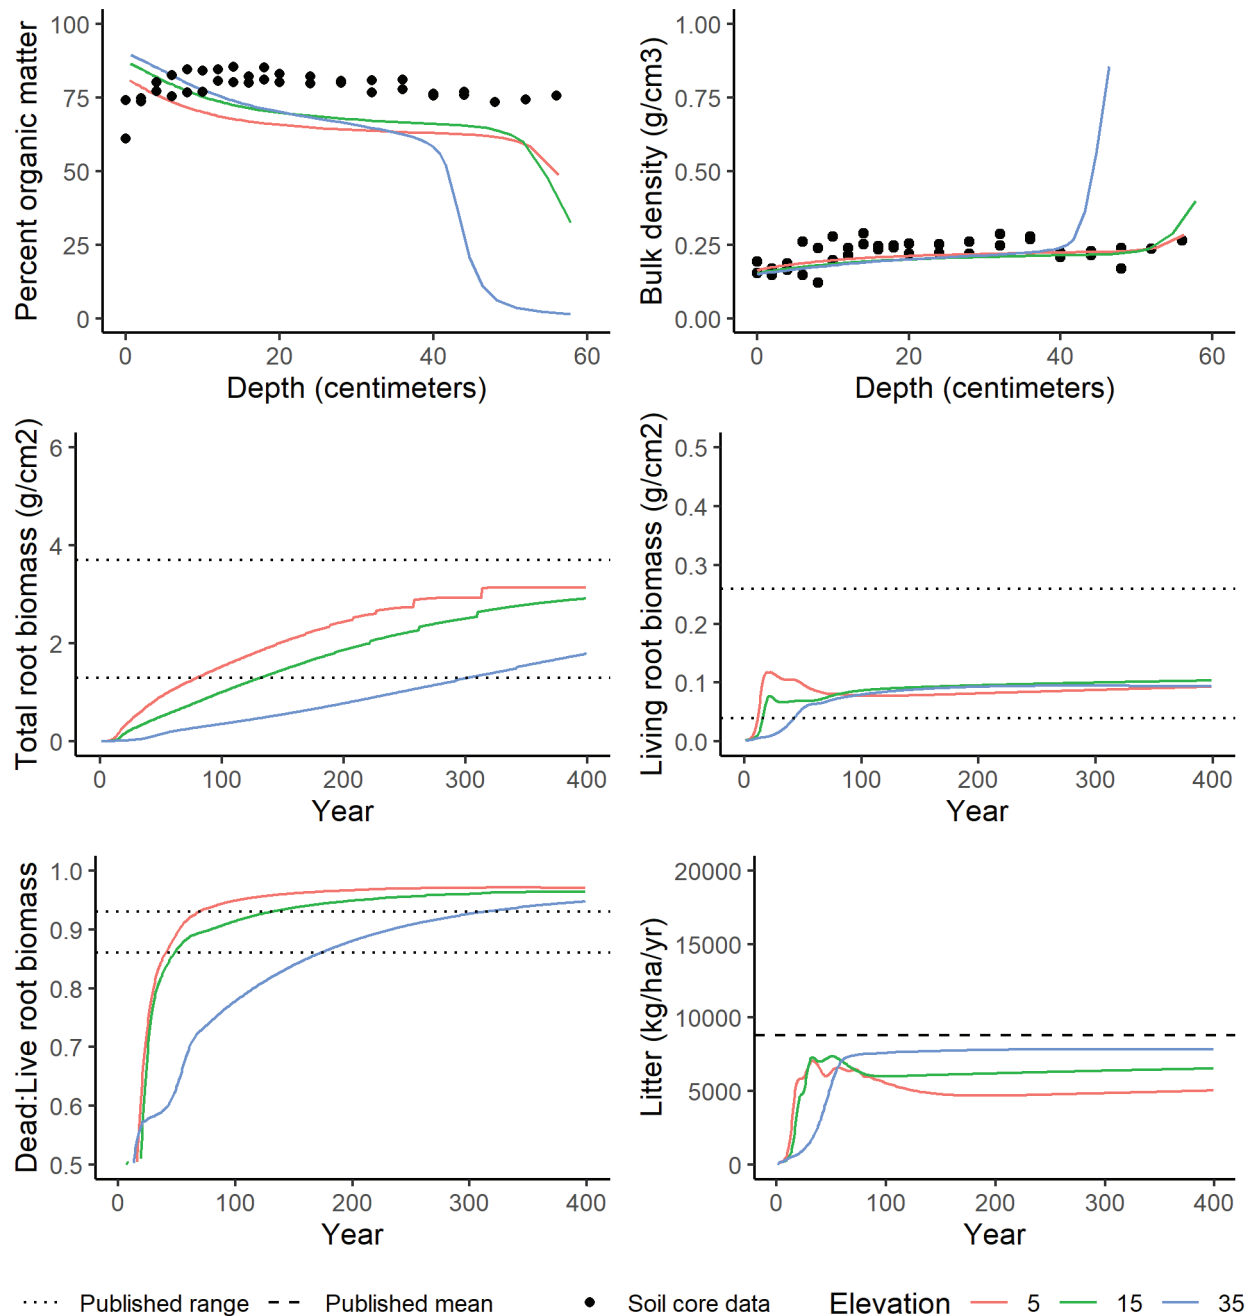 Percent organic matter
100
75
50
25
0
0 20 40 60
Depth (centimeters)
Bulk density (g/cm3)
1.00
0.75
0.50
0.25
0.00
0 20 40 60
Depth (centimeters)
Total root biomass (g/cm2)
6
4
2
0
0 100 200 300 400
Year
Living root biomass (g/cm2)
0.5
0.4
0.3
0.2
0.1
0.0
0 100 200 300 400
Year
Dead:Live root biomass
1.0
0.9
0.8
0.7
0.6
0.5
0 100 200 300 400
Year
Litter (kg/ha/yr)
20000
15000
10000
5000
0
0 100 200 300 400
Year
Published range Published mean Soil core data Elevation 5 15 35